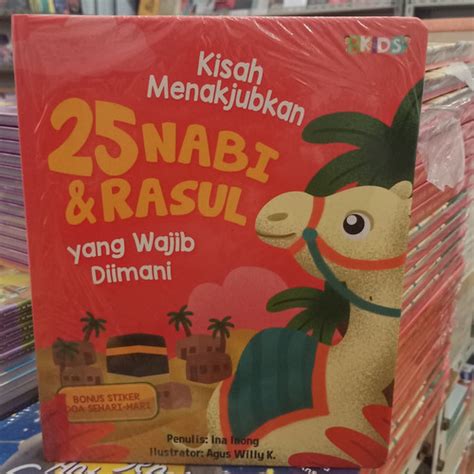 KIDS
Kisah
Menakjubkan
25 NABI
& RASUL
yang Wajib
Diimani
BONUS STIKER
DOA SEHARI-HARI
Penulis: Ina Inong
Ilustrator: Agus Willy K.